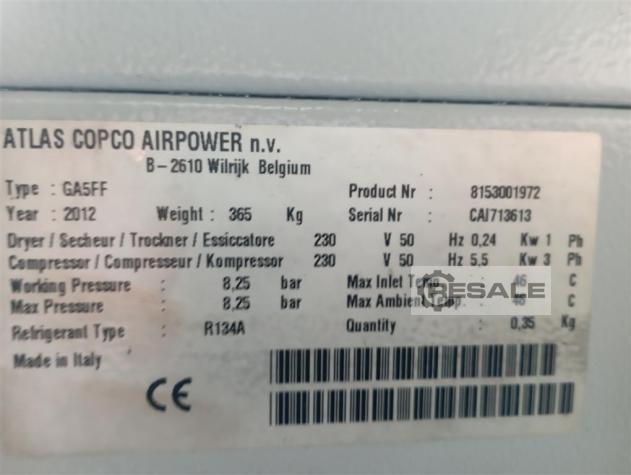 ATLAS COPCO AIRPOWER n.v.
B-2610 Wilrijk Belgium
Type : GA5FF Product Nr : 8153001972
Year : 2012 Weight : 365 Kg Serial Nr : CAI713613
Dryer / Secheur / Trockner / Essiccatore 230 V 50 Hz 0,24 Kw 1 Ph
Compressor / Compresseur / Kompressor 230 V 50 Hz 5,5 Kw 3 Ph
Working Pressure : 8,25 bar Max Inlet Temp : 46 C
Max Pressure : 8,25 bar Max Ambient Temp. : C
Refrigerant Type : R134A Quantity : 0,35 Kg
Made in Italy
CE
RESALE